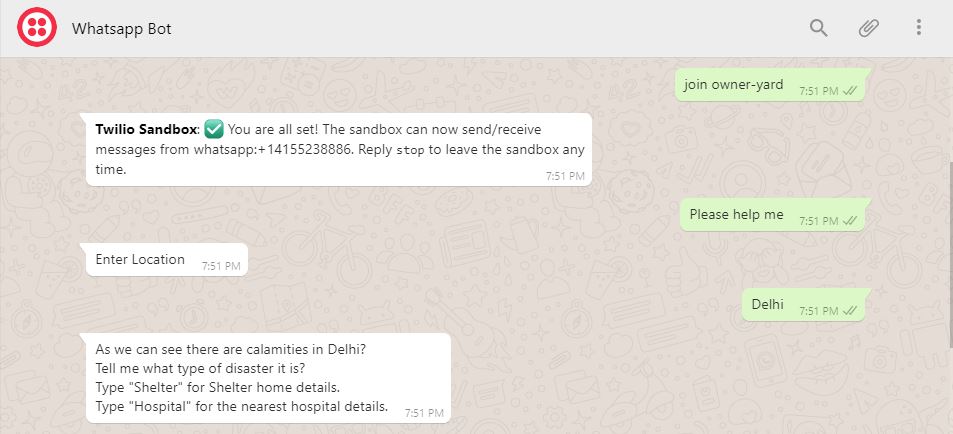 Whatsapp Bot
join owner-yard 7:51 PM
Twilio Sandbox: ✅ You are all set! The sandbox can now send/receive
messages from whatsapp:+14155238886. Reply stop to leave the sandbox any
time. 7:51 PM
Please help me 7:51 PM
Enter Location 7:51 PM
Delhi 7:51 PM
As we can see there are calamities in Delhi?
Tell me what type of disaster it is?
Type "Shelter" for Shelter home details.
Type "Hospital" for the nearest hospital details. 7:51 PM